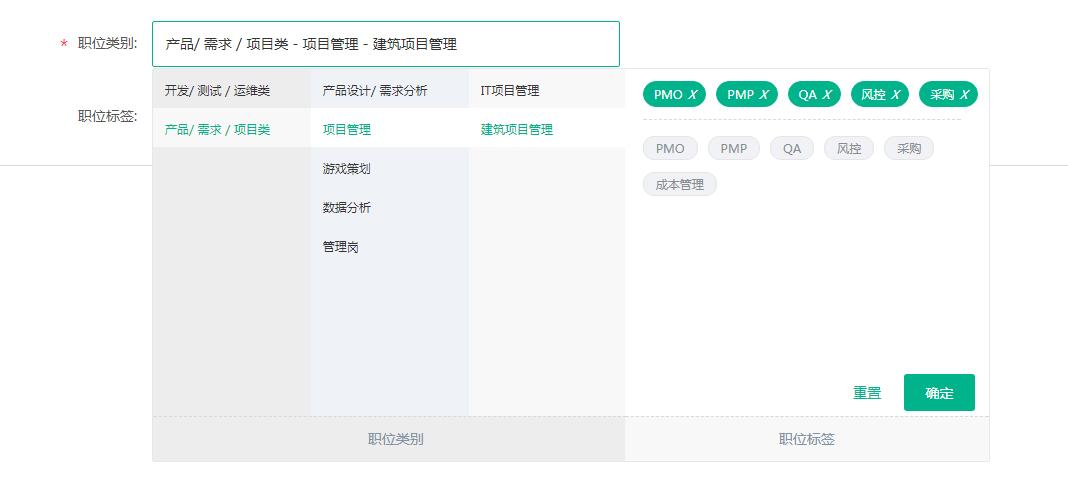 * 职位类别:
产品/ 需求 / 项目类 - 项目管理 - 建筑项目管理
职位标签:
开发/ 测试 / 运维类
产品/ 需求 / 项目类
产品设计/ 需求分析
项目管理
游戏策划
数据分析
管理岗
IT项目管理
建筑项目管理
PMO X PMP X QA X 风控 X 采购 X
PMO PMP QA 风控 采购
成本管理
重置 确定
职位类别 职位标签